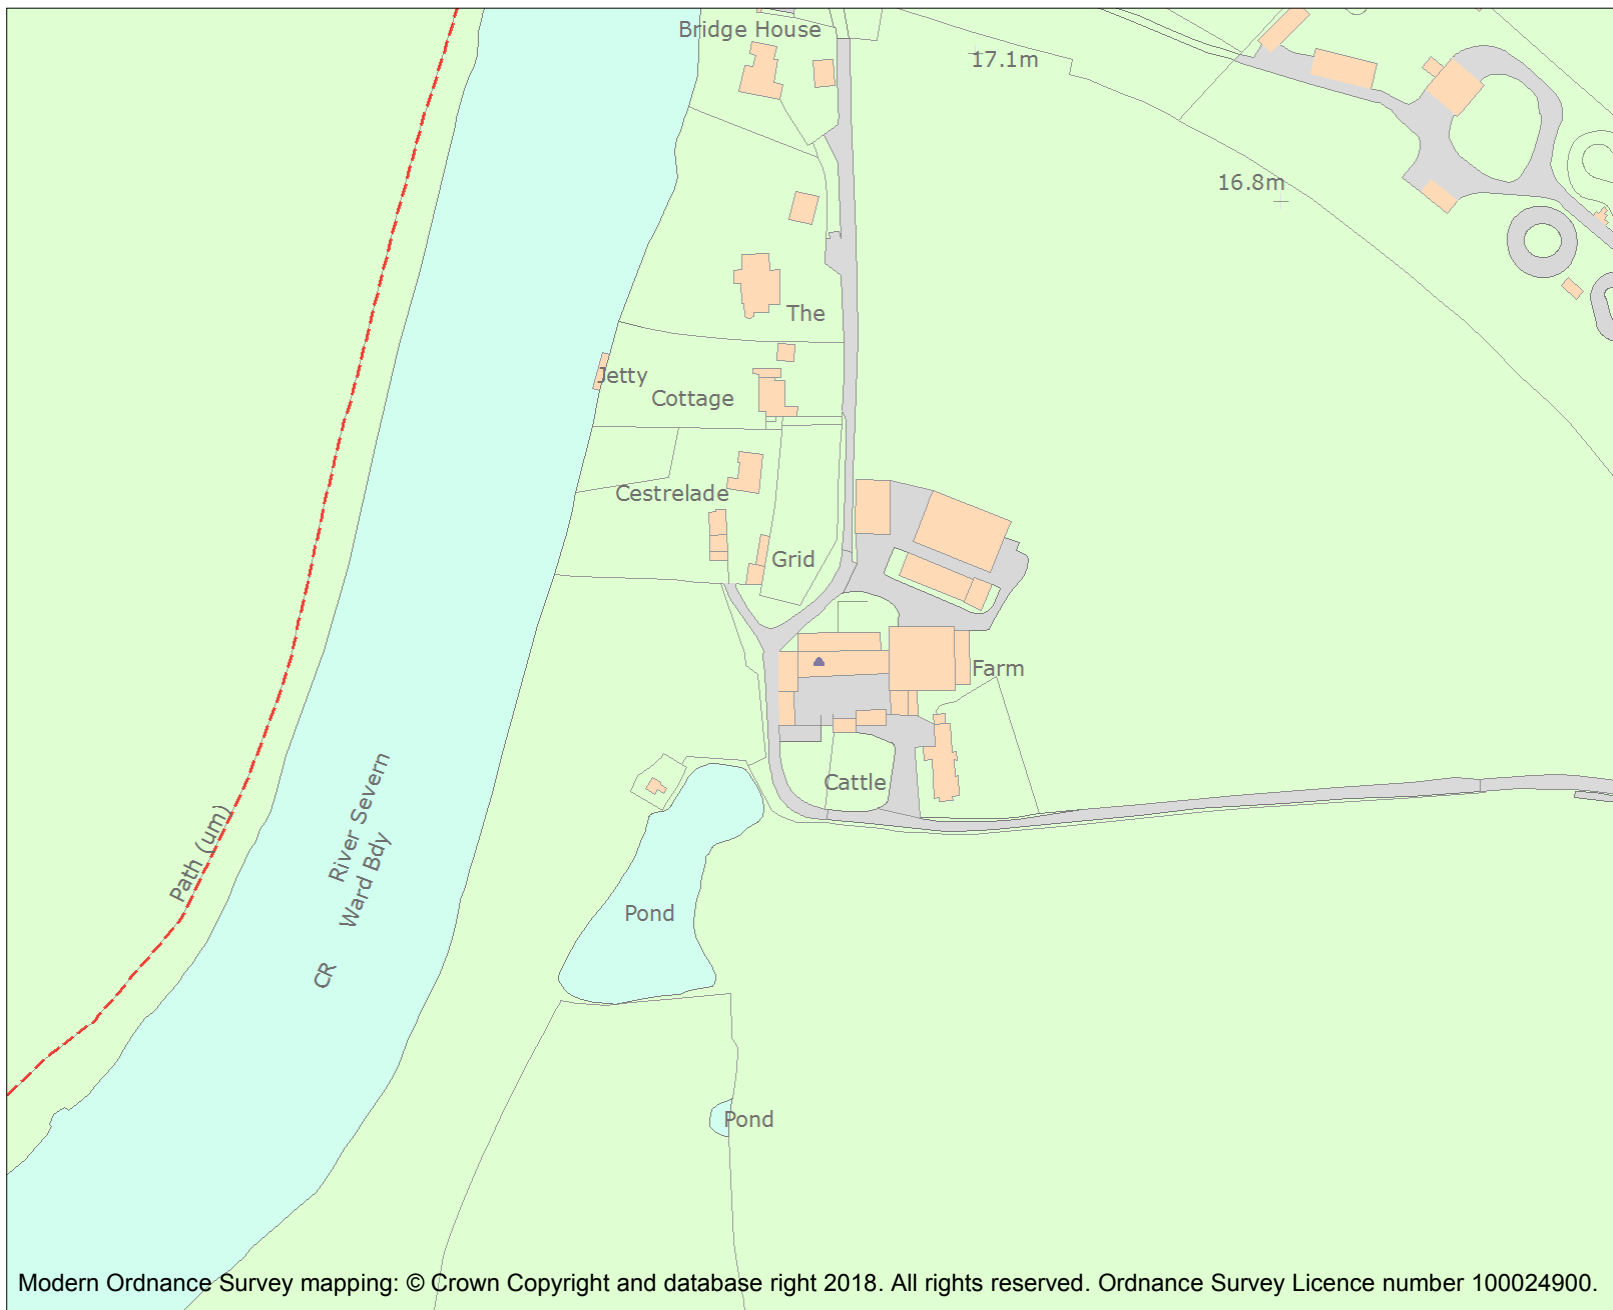 Bridge House
17.1m
16.8m
The
Jetty
Cottage
Cestrelade
Grid
Farm
Cattle
River Severn
Path (um)
Ward Bdy
Pond
CR
Pond
Modern Ordnance Survey mapping: © Crown Copyright and database right 2018. All rights reserved. Ordnance Survey Licence number 100024900.